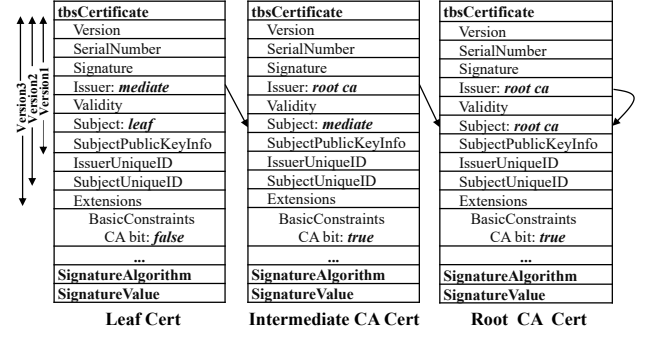 Version3
Version2
Version1
tbsCertificate
Version
SerialNumber
Signature
Issuer: mediate
Validity
Subject: leaf
SubjectPublicKeyInfo
IssuerUniqueID
SubjectUniqueID
Extensions
BasicConstraints
CA bit: false
...
SignatureAlgorithm
SignatureValue
Leaf Cert
tbsCertificate
Version
SerialNumber
Signature
Issuer: root ca
Validity
Subject: mediate
SubjectPublicKeyInfo
IssuerUniqueID
SubjectUniqueID
Extensions
BasicConstraints
CA bit: true
...
SignatureAlgorithm
SignatureValue
Intermediate CA Cert
tbsCertificate
Version
SerialNumber
Signature
Issuer: root ca
Validity
Subject: root ca
SubjectPublicKeyInfo
IssuerUniqueID
SubjectUniqueID
Extensions
BasicConstraints
CA bit: true
...
SignatureAlgorithm
SignatureValue
Root CA Cert